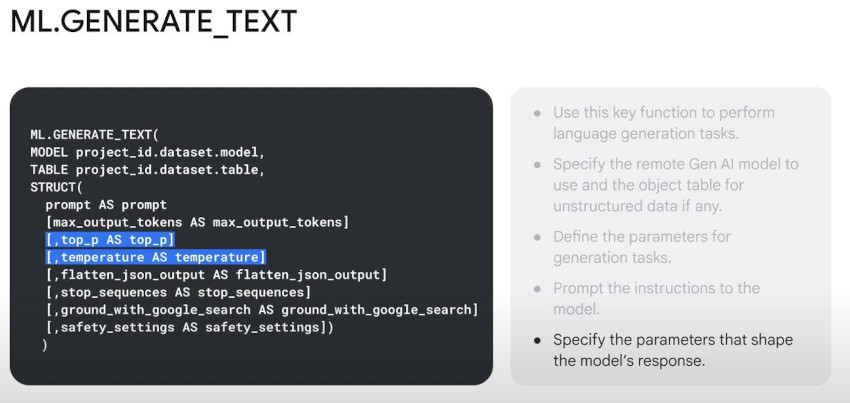 ML.GENERATE_TEXT
ML.GENERATE_TEXT(
MODEL project_id.dataset.model,
TABLE project_id.dataset.table,
STRUCT(
prompt AS prompt
[max_output_tokens AS max_output_tokens]
[,top_p AS top_p]
[,temperature AS temperature]
[,flatten_json_output AS flatten_json_output]
[,stop_sequences AS stop_sequences]
[,ground_with_google_search AS ground_with_google_search]
[,safety_settings AS safety_settings])
)
• Use this key function to perform
language generation tasks.
• Specify the remote Gen AI model to
use and the object table for
unstructured data if any.
• Define the parameters for
generation tasks.
• Prompt the instructions to the
model.
• Specify the parameters that shape
the model's response.